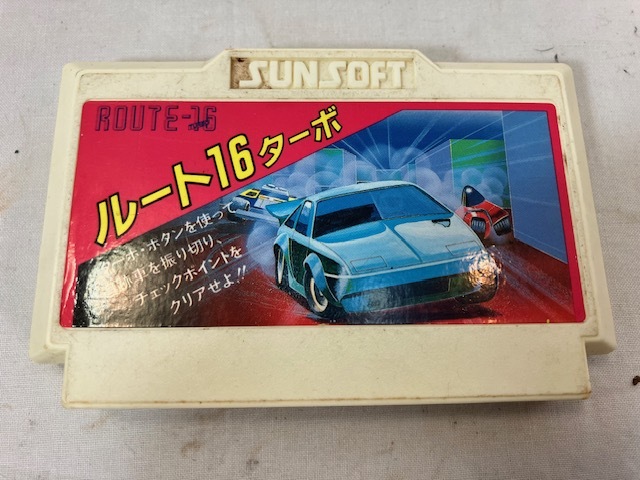 SUNSOFT
ROUTE-16
ルート16ターボ
ボタンを使って
車を振り切り、
チェックポイントを
クリアせよ!!